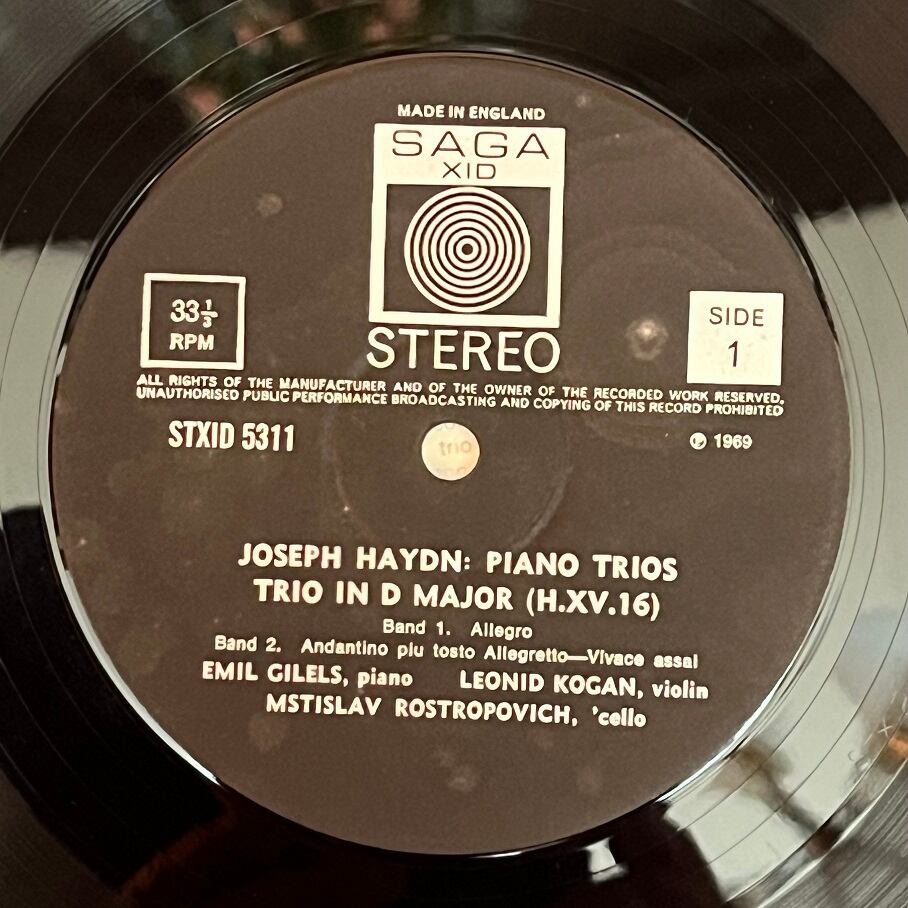 MADE IN ENGLAND
SAGA
XID
STEREO
33⅓
RPM
SIDE
1
ALL RIGHTS OF THE MANUFACTURER AND OF THE OWNER OF THE RECORDED WORK RESERVED.
UNAUTHORISED PUBLIC PERFORMANCE BROADCASTING AND COPYING OF THIS RECORD PROHIBITED
STXID 5311
℗ 1969
trio
JOSEPH HAYDN: PIANO TRIOS
TRIO IN D MAJOR (H.XV.16)
Band 1. Allegro
Band 2. Andantino piu tosto Allegretto—Vivace assai
EMIL GILELS, piano LEONID KOGAN, violin
MSTISLAV ROSTROPOVICH, 'cello